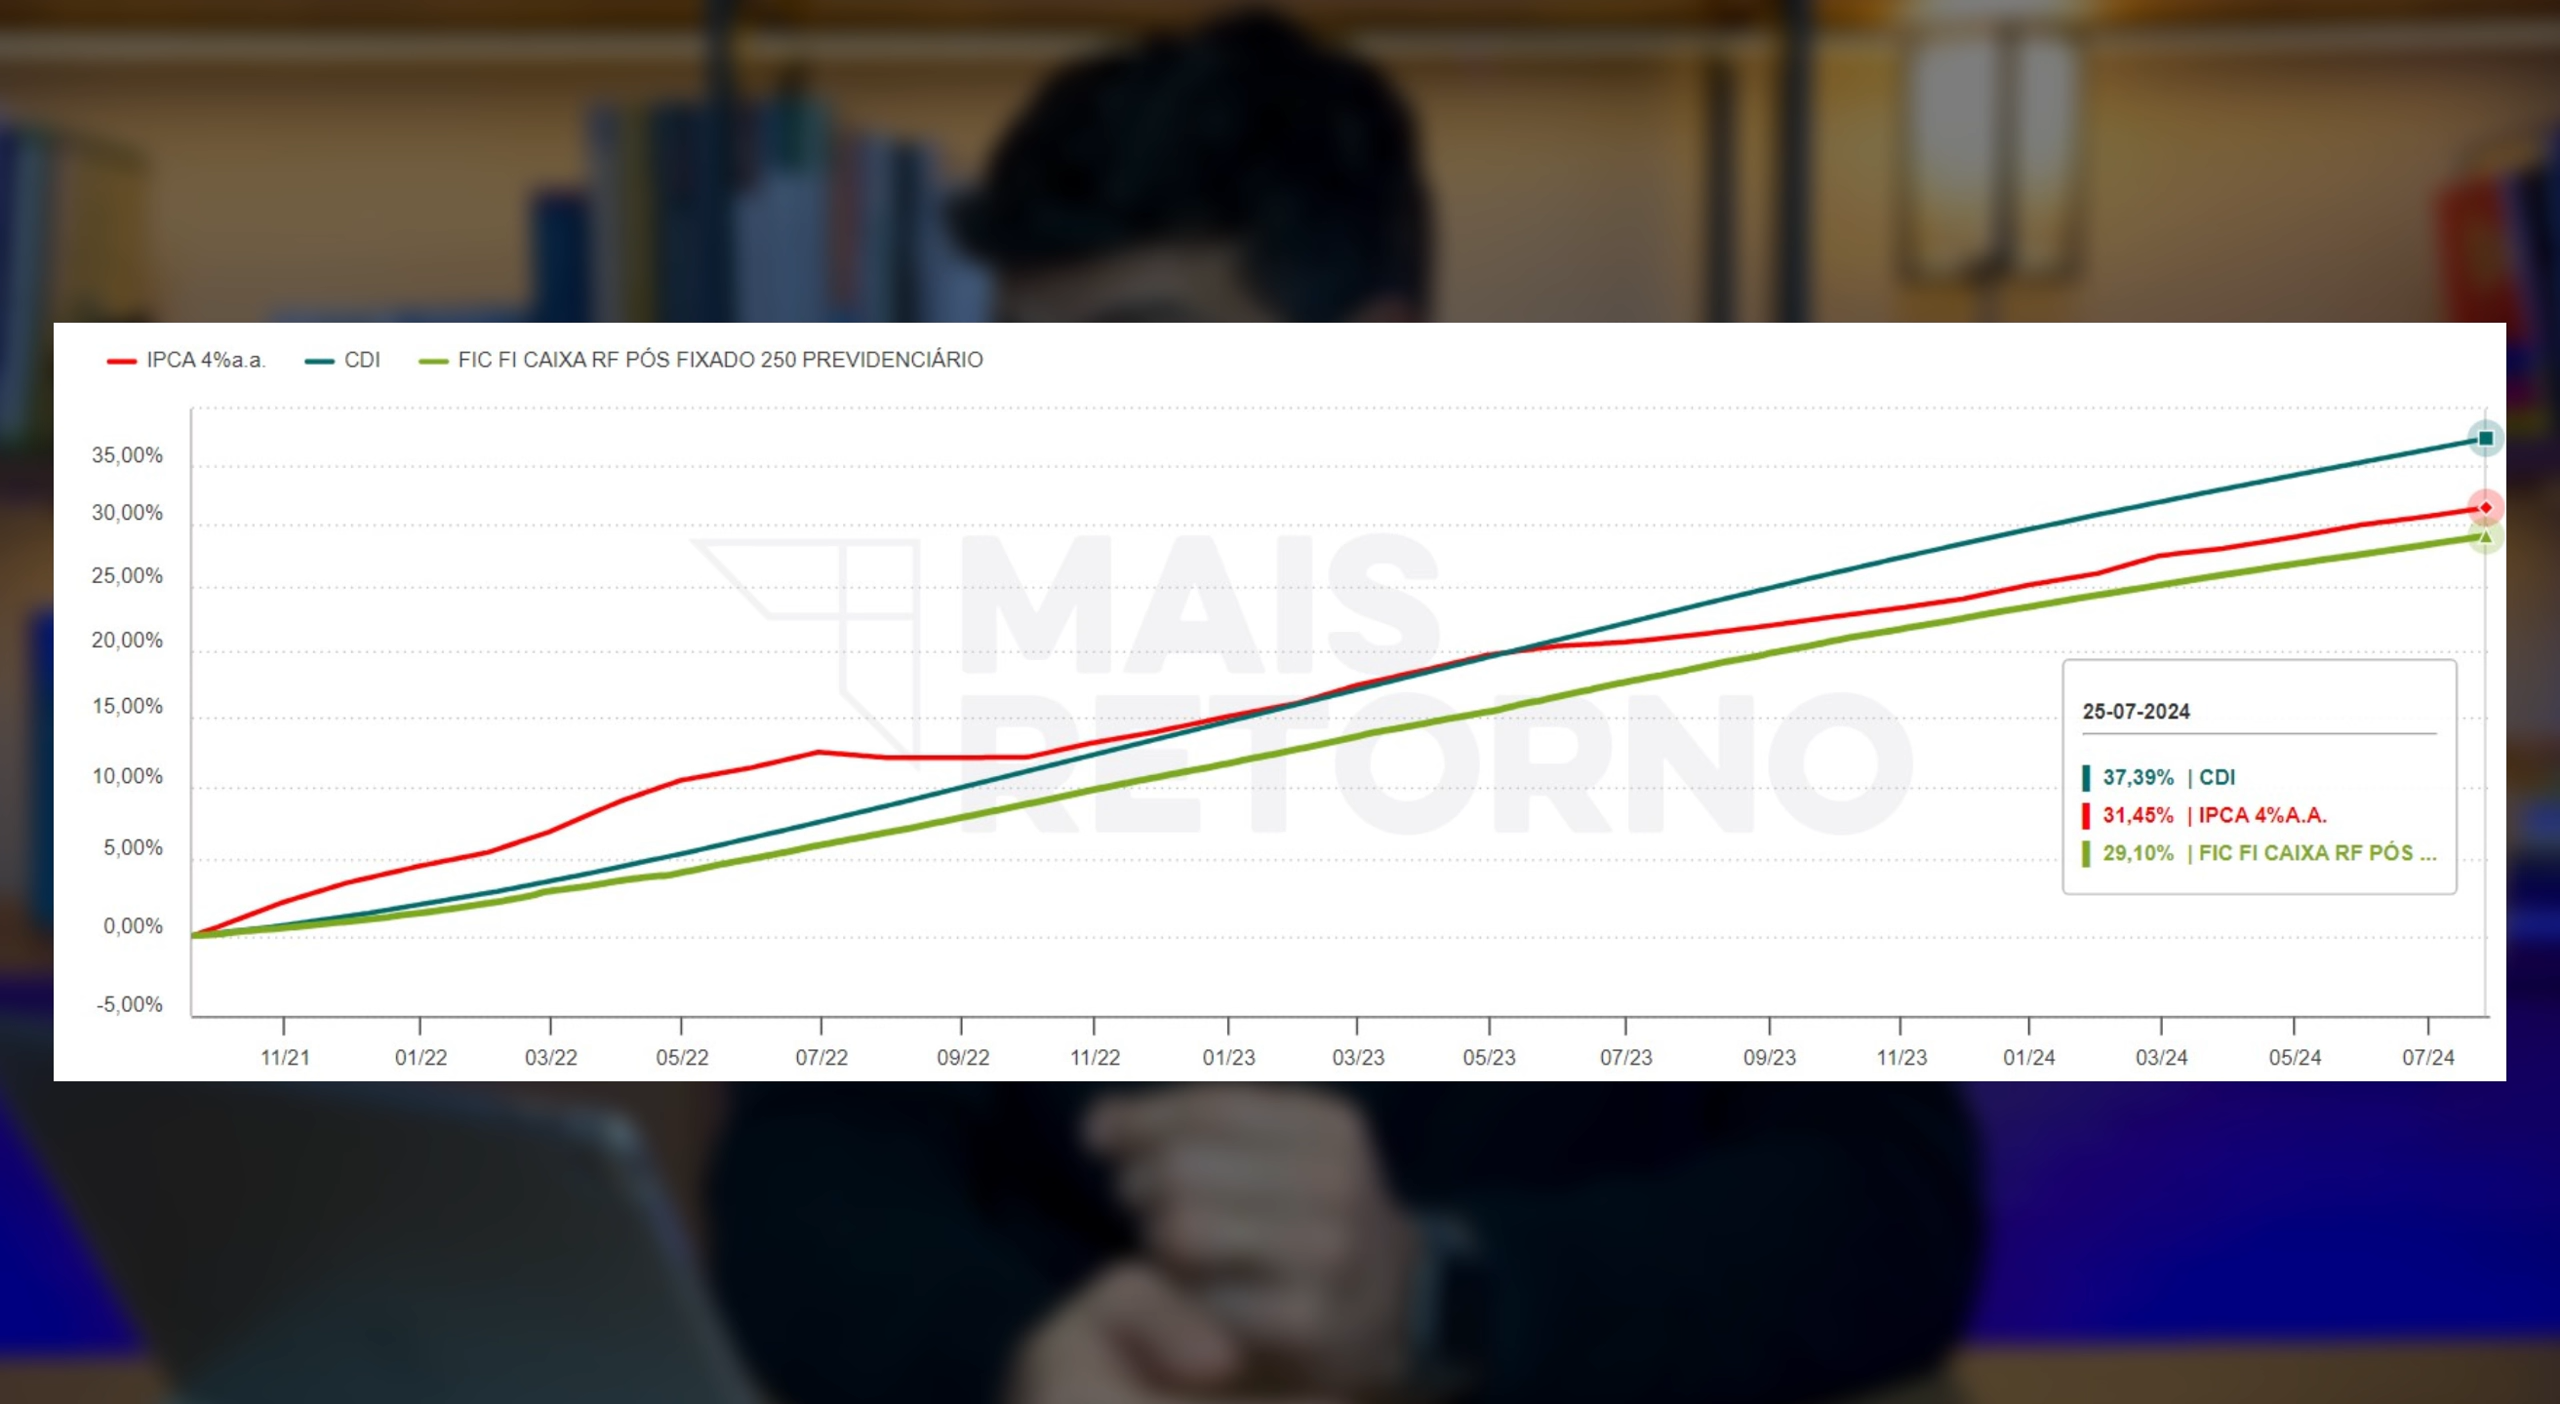 IPCA 4%a.a. CDI FIC FI CAIXA RF PÓS FIXADO 250 PREVIDENCIÁRIO
35,00%
30,00%
25,00%
20,00%
15,00%
10,00%
5,00%
0,00%
-5,00%
MAIS
RETORNO
25-07-2024
37,39% | CDI
31,45% | IPCA 4%A.A.
29,10% | FIC FI CAIXA RF PÓS ...
11/21 01/22 03/22 05/22 07/22 09/22 11/22 01/23 03/23 05/23 07/23 09/23 11/23 01/24 03/24 05/24 07/24